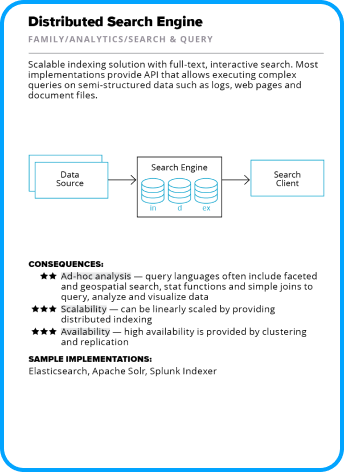 Distributed Search Engine
FAMILY/ANALYTICS/SEARCH & QUERY
Scalable indexing solution with full-text, interactive search. Most
implementations provide API that allows executing complex
queries on semi-structured data such as logs, web pages and
document files.
Data
Source
Search Engine
in d ex
Search
Client
CONSEQUENCES:
★★ Ad-hoc analysis — query languages often include faceted
and geospatial search, stat functions and simple joins to
query, analyze and visualize data
★★★ Scalability — can be linearly scaled by providing
distributed indexing
★★★ Availability — high availability is provided by clustering
and replication
SAMPLE IMPLEMENTATIONS:
Elasticsearch, Apache Solr, Splunk Indexer